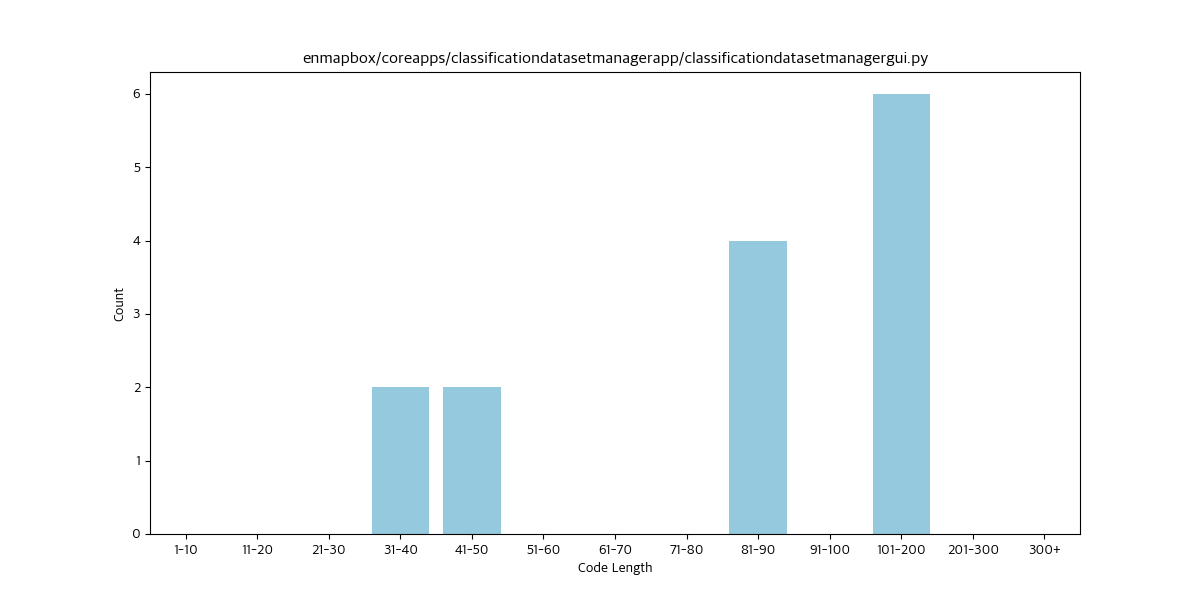 enmapbox/coreapps/classificationdatasetmanagerapp/classificationdatasetmanagergui.py
6
5
4
3
2
1
0
Count
1-10 11-20 21-30 31-40 41-50 51-60 61-70 71-80 81-90 91-100 101-200 201-300 300+
Code Length